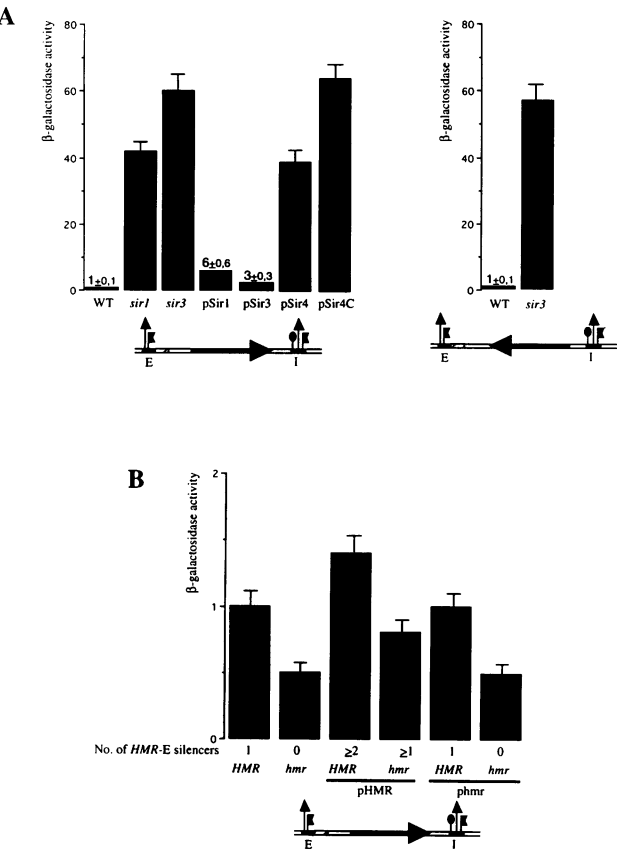 A
β-galactosidase activity
80
60
40
20
0
1±0,1
6±0,6
3±0,3
WT sir1 sir3 pSir1 pSir3 pSir4 pSir4C
E I
β-galactosidase activity
80
60
40
20
0
1±0,1
WT sir3
E I
B
β-galactosidase activity
2
1
0
No. of HMR-E silencers 1 0 ≥2 ≥1 1 0
HMR hmr HMR hmr HMR hmr
pHMR phmr
E I